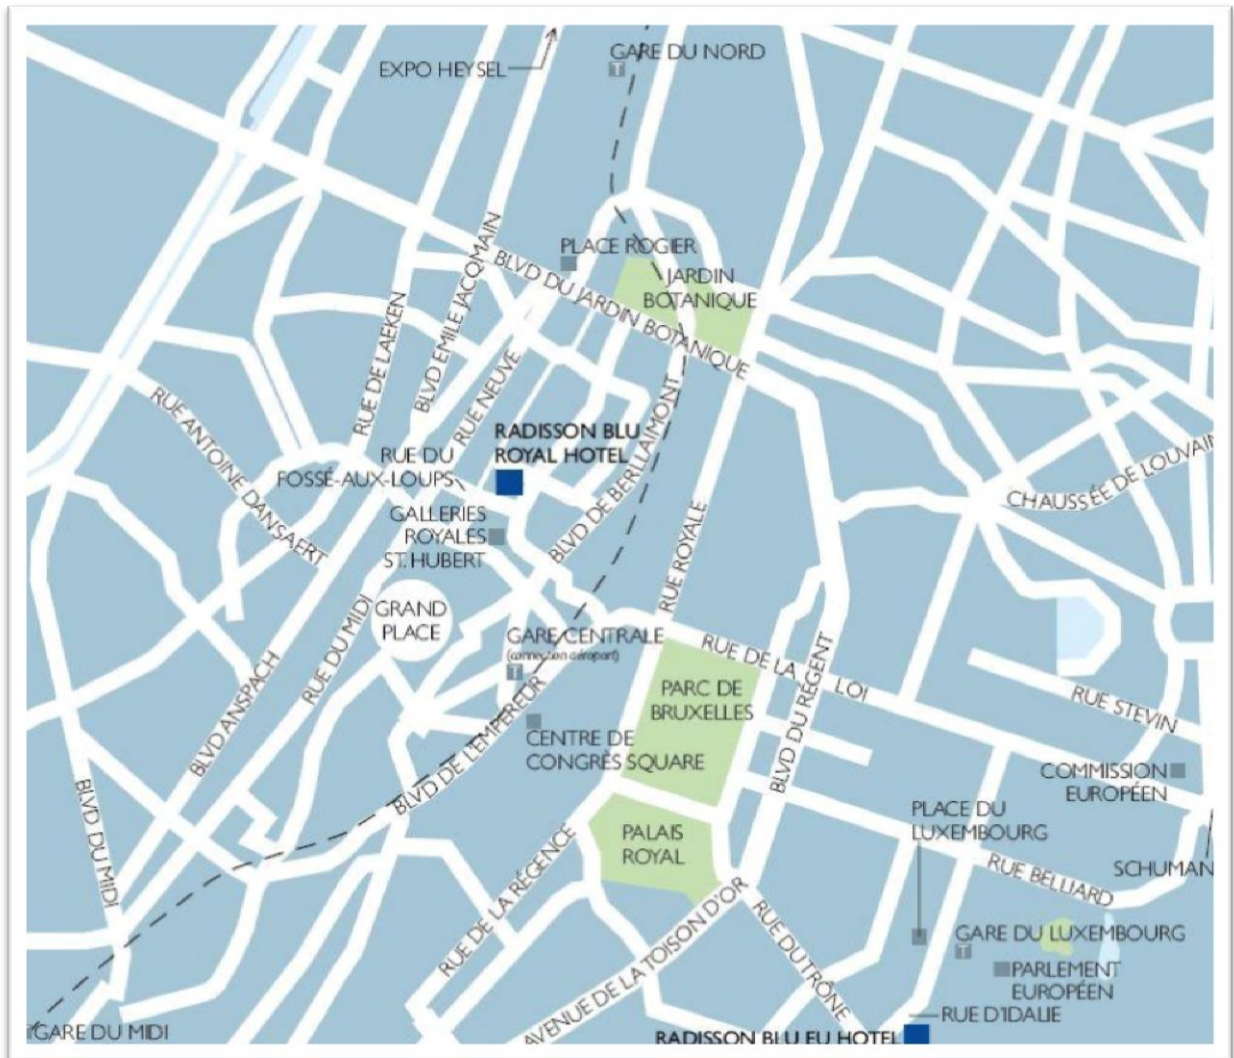 GARE DU NORD
EXPO HEYSEL
PLACE ROGIER
BLVD DU JARDIN BOTANIQUE
JARDIN
BOTANIQUE
BLVD EMILE JACQMAIN
RUE DE LAEKEN
RUE NEUVE
RUE ANTOINE DANSAERT
RADISSON BLU
ROYAL HOTEL
RUE DU
FOSSÉ-AUX-LOUPS
BLVD DE BERLLAIMONT
CHAUSSÉE DE LOUVAIN
GALLERIES
ROYALES
ST. HUBERT
RUE ROYALE
GRAND
PLACE
RUE DU MIDI
GARE CENTRALE
(connection aéroport)
RUE DE LA LOI
BLVD ANSPACH
PARC DE
BRUXELLES
BLVD DU RÉGENT
RUE STEVIN
BLVD DE L'EMPEREUR
CENTRE DE
CONGRÈS SQUARE
COMMISSION
EUROPÉEN
BLVD DU MIDI
PLACE DU
LUXEMBOURG
PALAIS
ROYAL
RUE BELLIARD
SCHUMAN
RUE DE LA RÉGENCE
AVENUE DE LA TOISON D'OR
RUE DU TRÔNE
GARE DU LUXEMBOURG
PARLEMENT
EUROPÉEN
RUE D'IDALIE
GARE DU MIDI
RADISSON BLU EU HOTEL